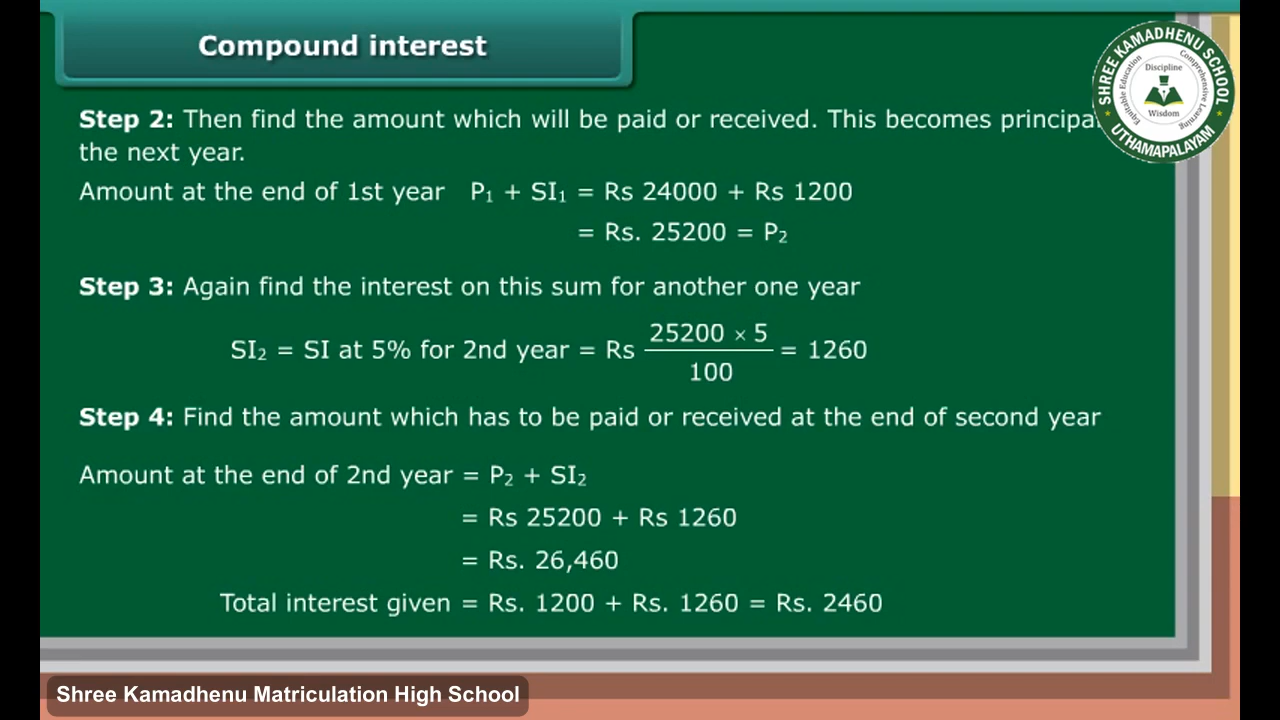 Compound interest
SHREE KAMADHENU SCHOOL
UTHAMAPALAYAM
Equitable Education
Comprehensive Learning
Discipline
Wisdom
Step 2: Then find the amount which will be paid or received. This becomes principa
the next year.
Amount at the end of 1st year P₁ + SI₁ = Rs 24000 + Rs 1200
= Rs. 25200 = P₂
Step 3: Again find the interest on this sum for another one year
SI₂ = SI at 5% for 2nd year = Rs 25200 × 5 / 100 = 1260
Step 4: Find the amount which has to be paid or received at the end of second year
Amount at the end of 2nd year = P₂ + SI₂
= Rs 25200 + Rs 1260
= Rs. 26,460
Total interest given = Rs. 1200 + Rs. 1260 = Rs. 2460
Shree Kamadhenu Matriculation High School